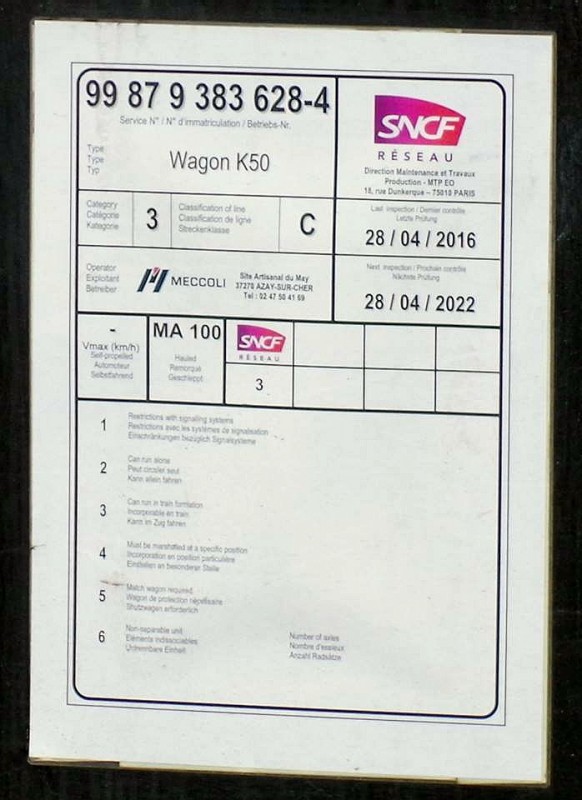 99 87 9 383 628-4
Service N° / N° d'immatriculation / Betriebs-Nr.
Type
Type
Typ
Wagon K50
SNCF
RÉSEAU
Direction Maintenance et Travaux
Production - MTP EO
18, rue Dunkerque - 75010 PARIS
Category
Catégorie
Kategorie
3
Classification of line
Classification de ligne
Streckenklasse
C
Last inspection / Dernier contrôle
Letzte Prüfung
28 / 04 / 2016
Operator
Exploitant
Betreiber
MECCOLI
Site Artisanal du May
37270 AZAY-SUR-CHER
Tel : 02 47 50 41 69
Next inspection / Prochain contrôle
Nächste Prüfung
28 / 04 / 2022
-
Vmax (km/h)
Self-propelled
Automoteur
Selbstfahrend
MA 100
Hauled
Remorqué
Geschleppt
SNCF
RÉSEAU
3
1
Restrictions with signaling systems
Restrictions avec les systèmes de signalisation
Einschränkungen bezüglich Signalsysteme
2
Can run alone
Peut circuler seul
Kann allein fahren
3
Can run in train formation
Incorporable en train
Kann im Zug fahren
4
Must be marshalled at a specific position
Incorporation en position particulière
Einstellen an besonderer Stelle
5
Match wagon required
Wagon de protection nécessaire
Shutzwagen erforderlich
6
Non-separable unit
Elements indissociables
Untrennbare Einheit
Number of axles
Nombre d'essieux
Anzahl Radsätze